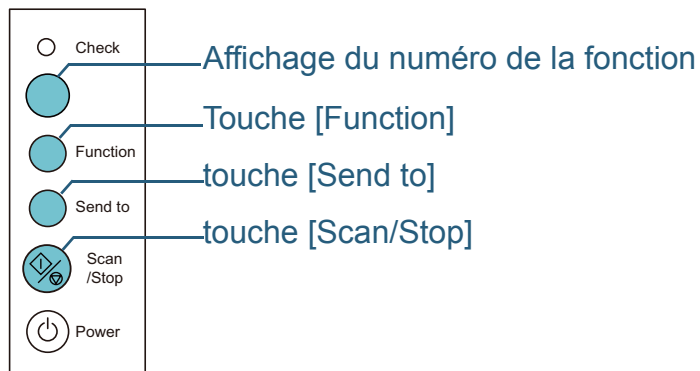 Check
Affichage du numéro de la fonction
Function
Touche [Function]
Send to
touche [Send to]
Scan
/Stop
touche [Scan/Stop]
Power